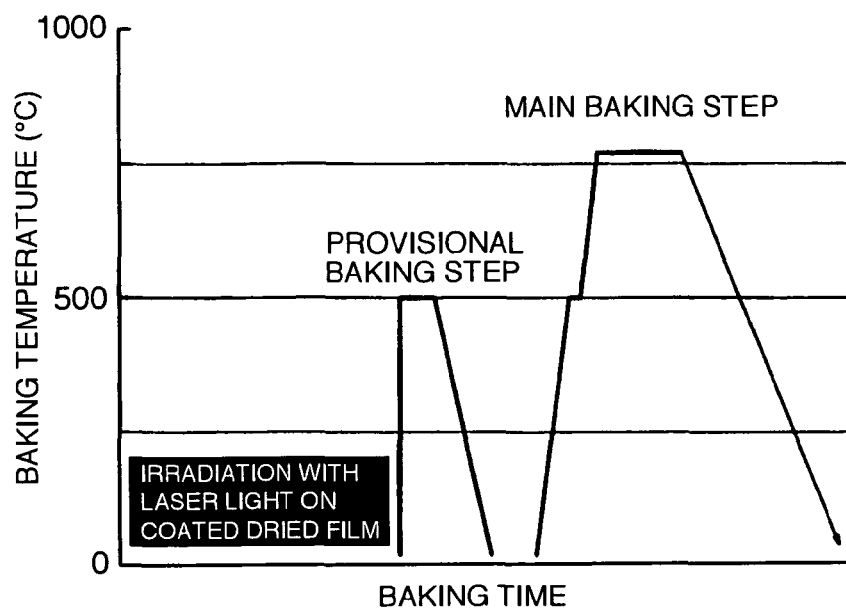 1000
MAIN BAKING STEP
PROVISIONAL
BAKING STEP
500
BAKING TEMPERATURE (°C)
IRRADIATION WITH
LASER LIGHT ON
COATED DRIED FILM
0
BAKING TIME